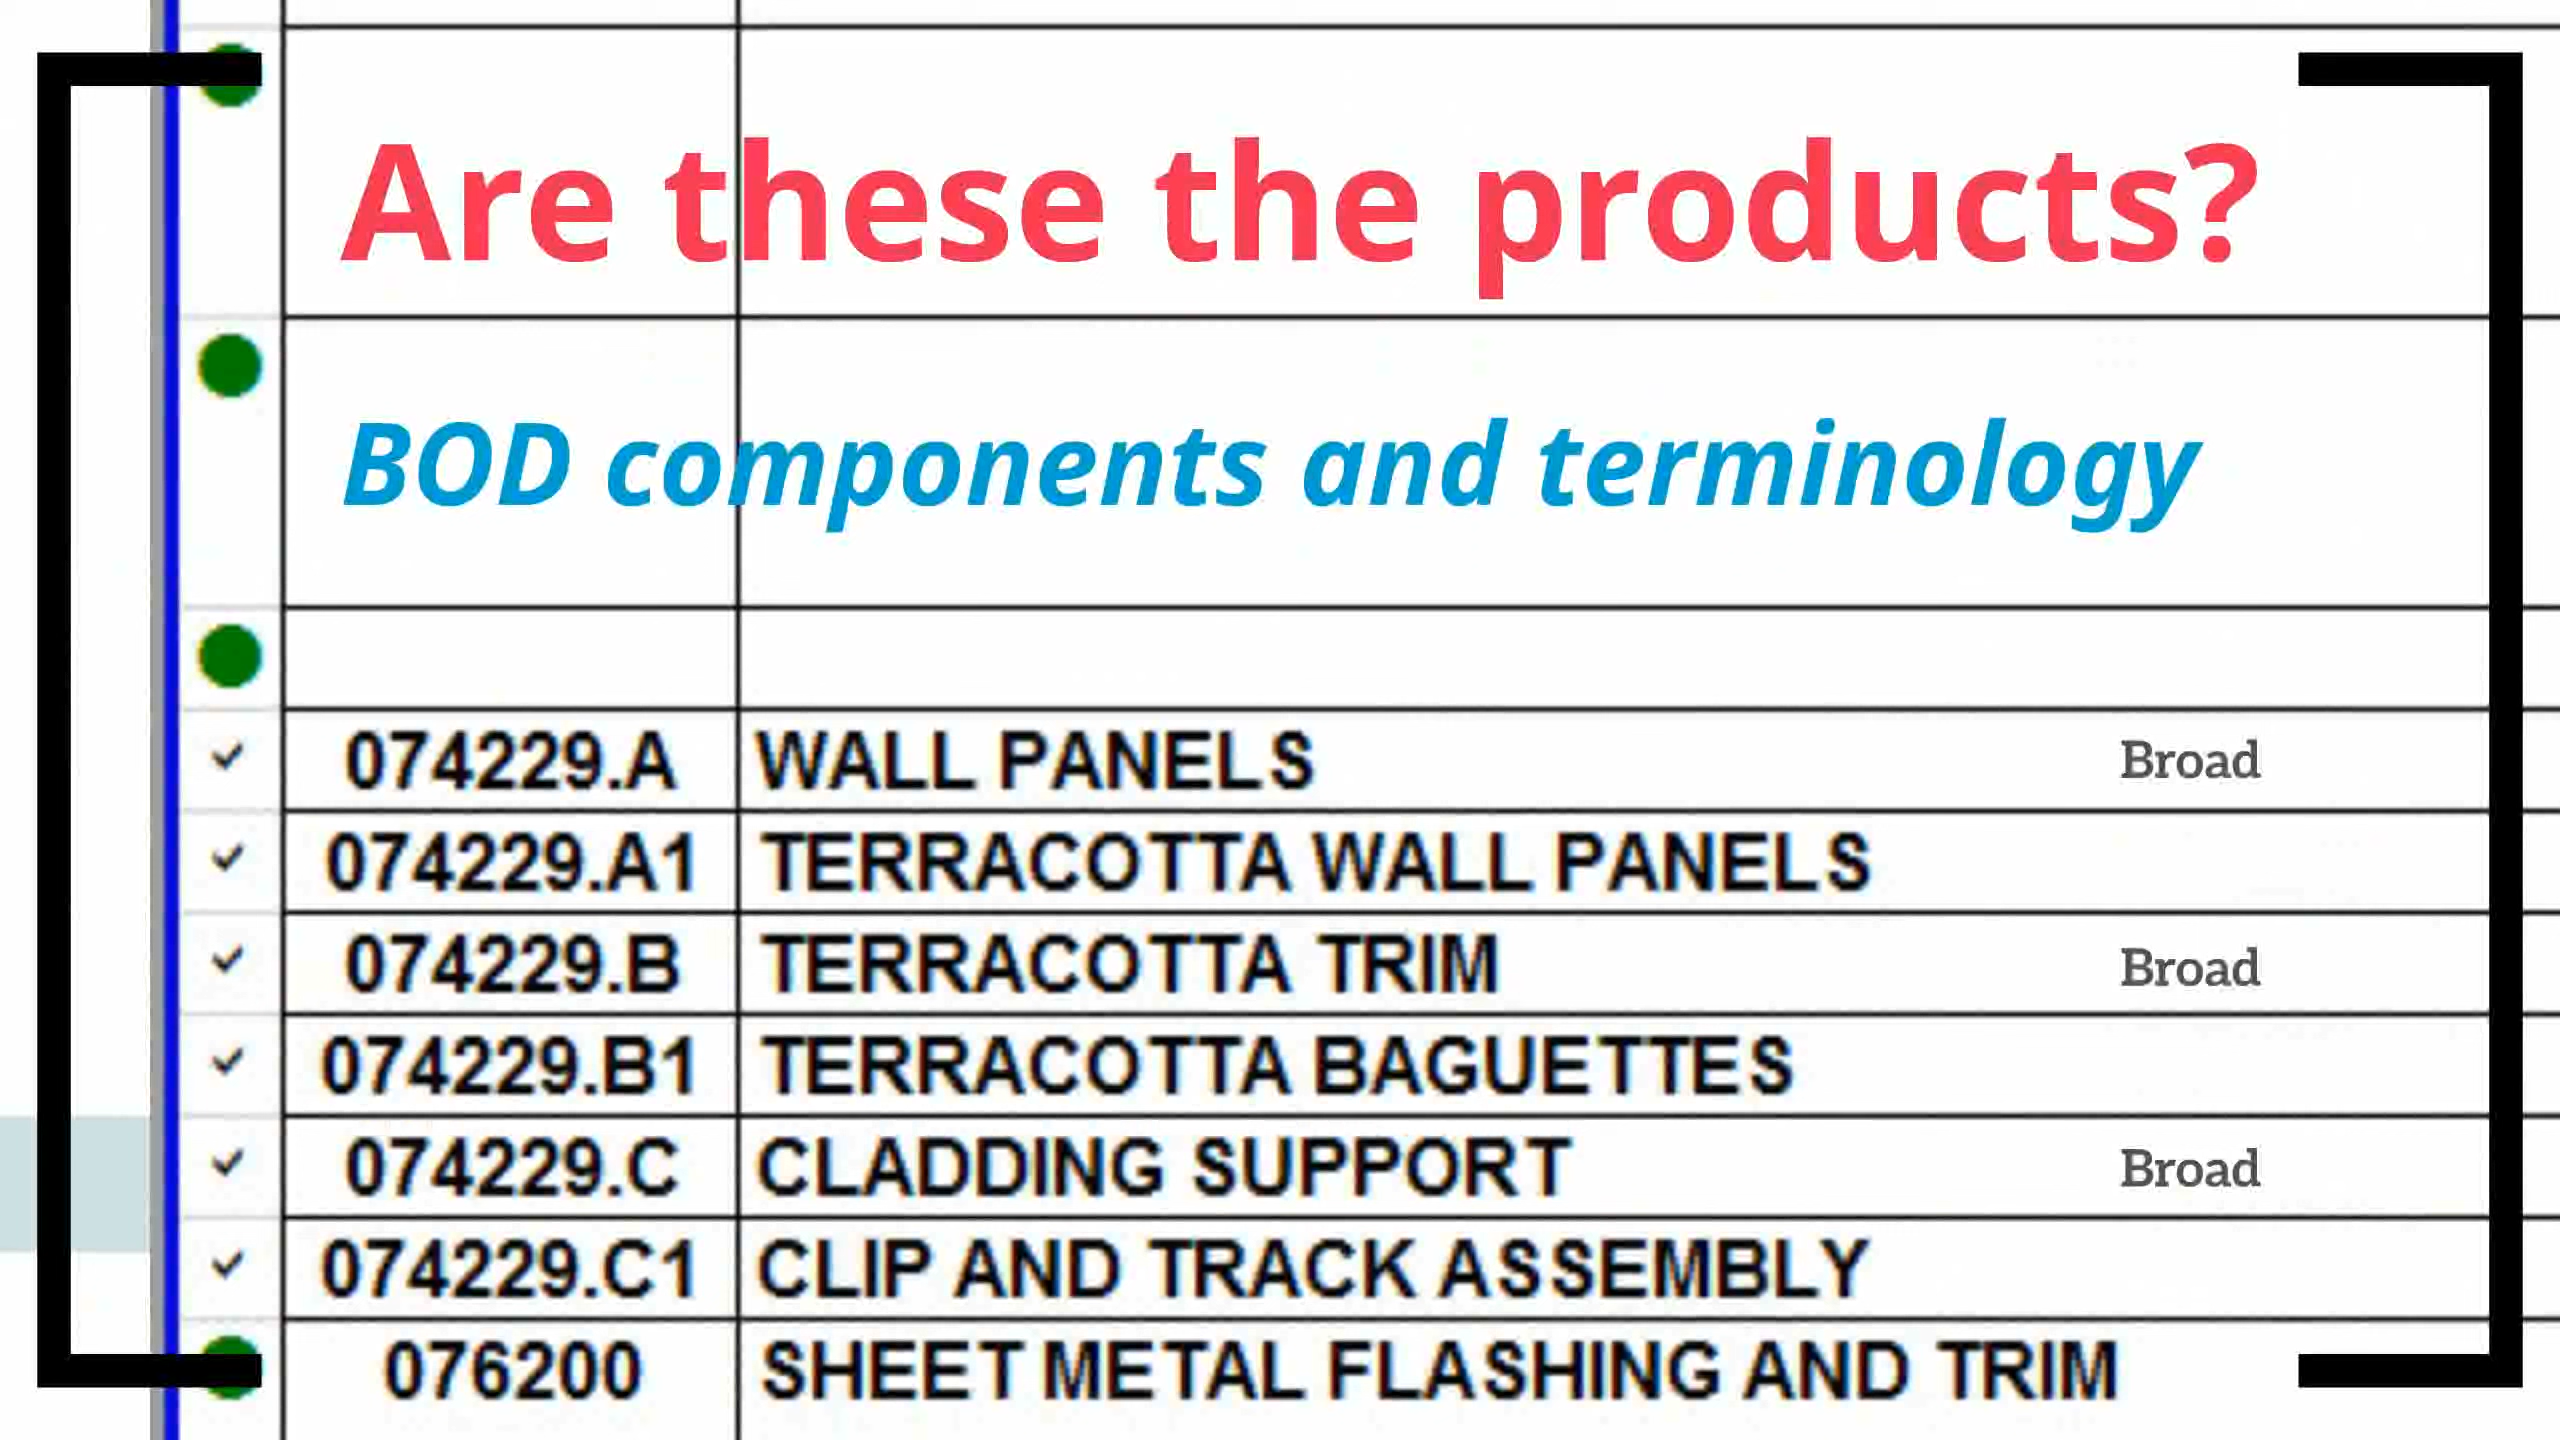 Are these the products?
BOD components and terminology
074229.A WALL PANELS Broad
074229.A1 TERRACOTTA WALL PANELS
074229.B TERRACOTTA TRIM Broad
074229.B1 TERRACOTTA BAGUETTES
074229.C CLADDING SUPPORT Broad
074229.C1 CLIP AND TRACK ASSEMBLY
076200 SHEET METAL FLASHING AND TRIM